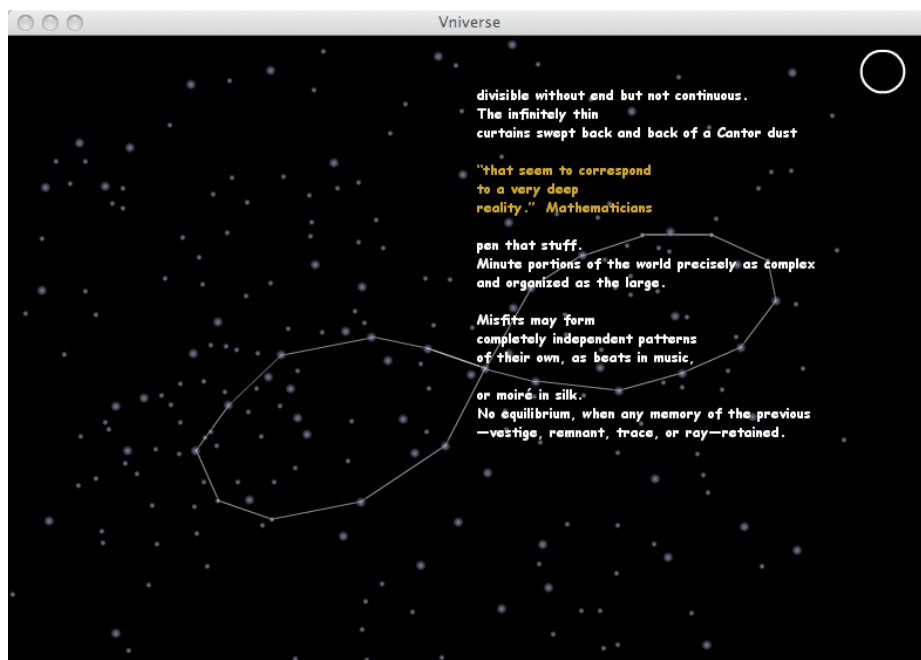 Vniverse
divisible without end but not continuous.
The infinitely thin
curtains swept back and back of a Cantor dust
“that seem to correspond
to a very deep
reality.” Mathematicians
pen that stuff.
Minute portions of the world precisely as complex
and organized as the large.
Misfits may form
completely independent patterns
of their own, as beats in music,
or moiré in silk.
No equilibrium, when any memory of the previous
—vestige, remnant, trace, or ray—retained.